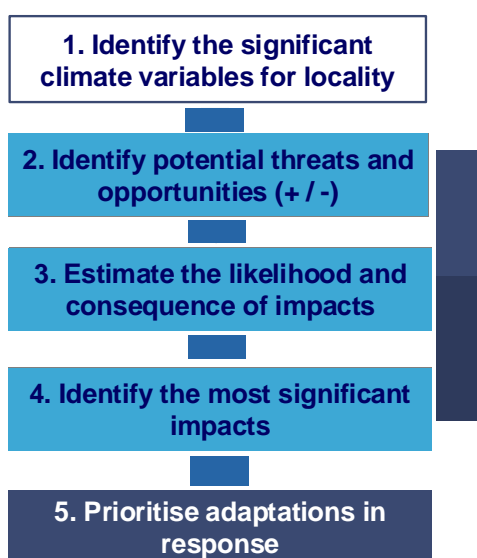 1. Identify the significant
climate variables for locality
2. Identify potential threats and
opportunities (+ / -)
3. Estimate the likelihood and
consequence of impacts
4. Identify the most significant
impacts
5. Prioritise adaptations in
response